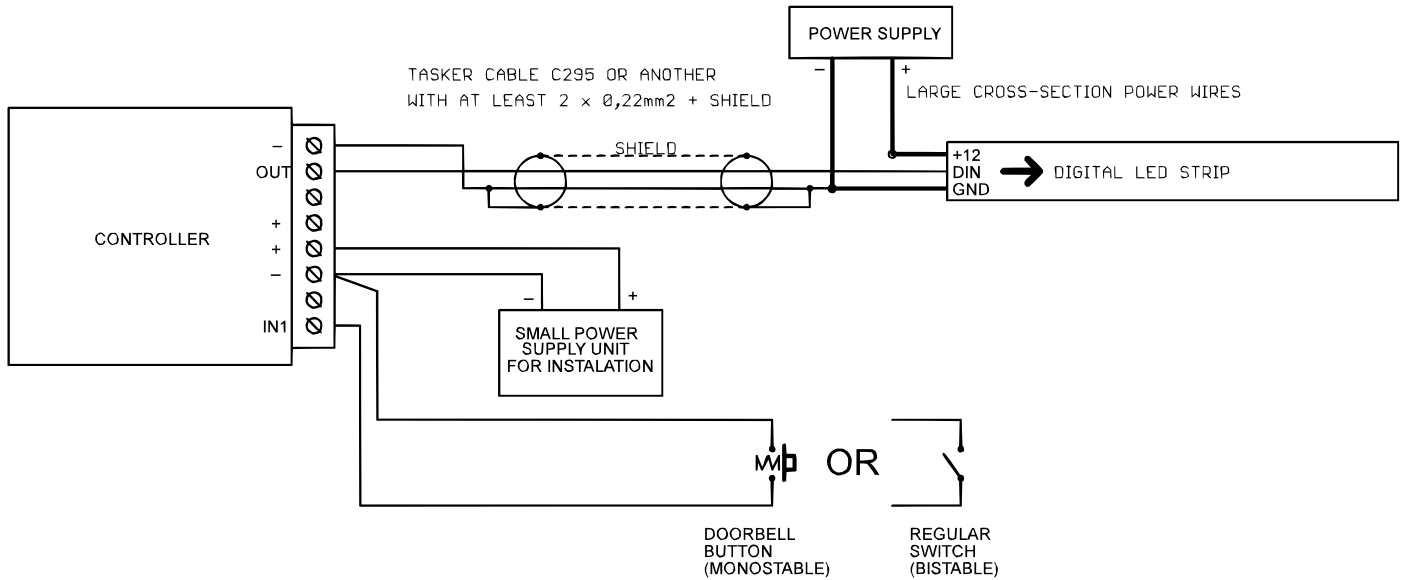 POWER SUPPLY
− +
TASKER CABLE C295 OR ANOTHER
WITH AT LEAST 2 x 0,22mm2 + SHIELD
LARGE CROSS-SECTION POWER WIRES
SHIELD
−
OUT
+
+
−
IN1
CONTROLLER
+12
DIN
GND
DIGITAL LED STRIP
− +
SMALL POWER
SUPPLY UNIT
FOR INSTALATION
OR
DOORBELL
BUTTON
(MONOSTABLE)
REGULAR
SWITCH
(BISTABLE)